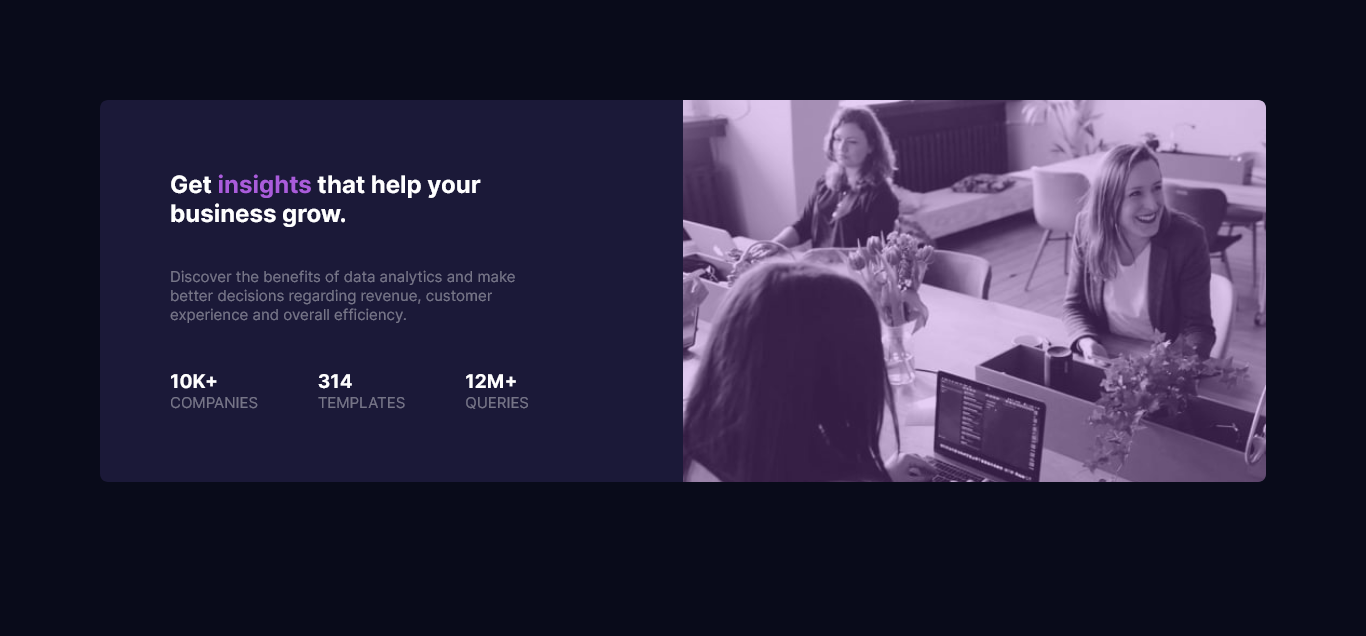 Get insights that help your
business grow.
Discover the benefits of data analytics and make
better decisions regarding revenue, customer
experience and overall efficiency.
10K+ 314 12M+
COMPANIES TEMPLATES QUERIES